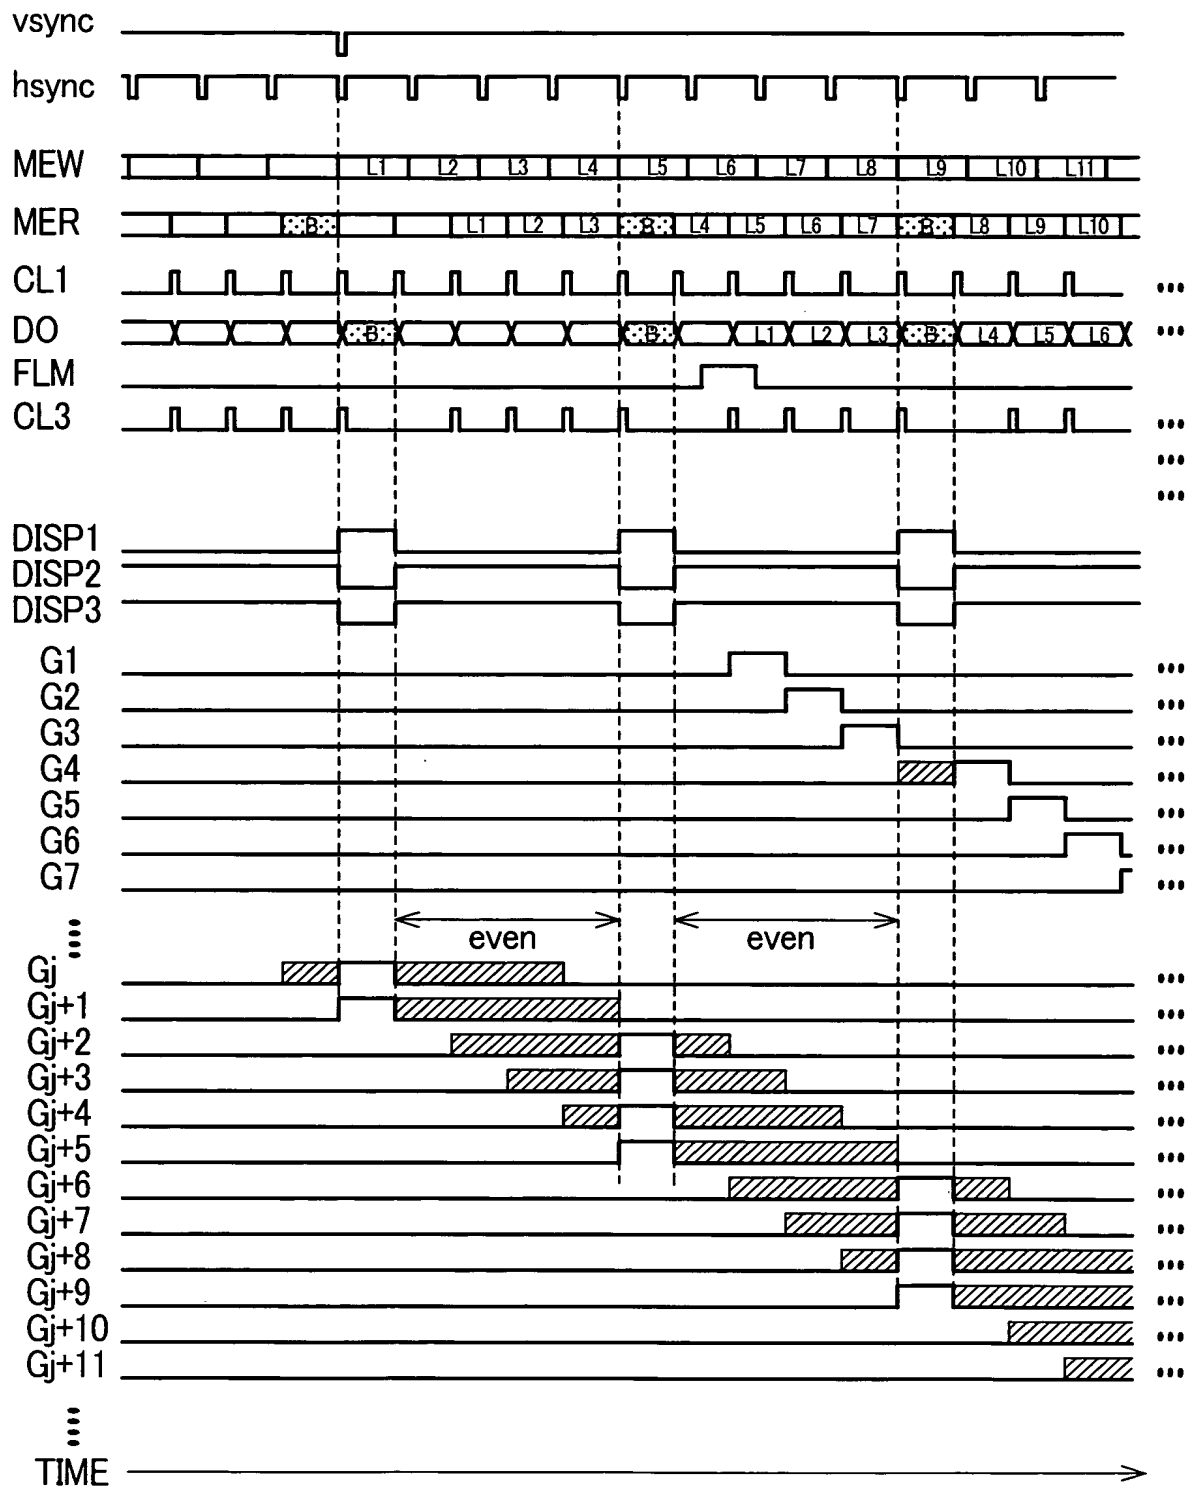 vsync
hsync
MEW L1 L2 L3 L4 L5 L6 L7 L8 L9 L10 L11
MER B L1 L2 L3 B L4 L5 L6 L7 B L8 L9 L10
CL1 •••
DO B B L1 L2 L3 B L4 L5 L6 •••
FLM
CL3 •••
•••
•••
DISP1
DISP2
DISP3
G1 •••
G2 •••
G3 •••
G4 •••
G5 •••
G6 •••
G7 •••
even even
Gj •••
Gj+1 •••
Gj+2 •••
Gj+3 •••
Gj+4 •••
Gj+5 •••
Gj+6 •••
Gj+7 •••
Gj+8 •••
Gj+9 •••
Gj+10 •••
Gj+11 •••
TIME